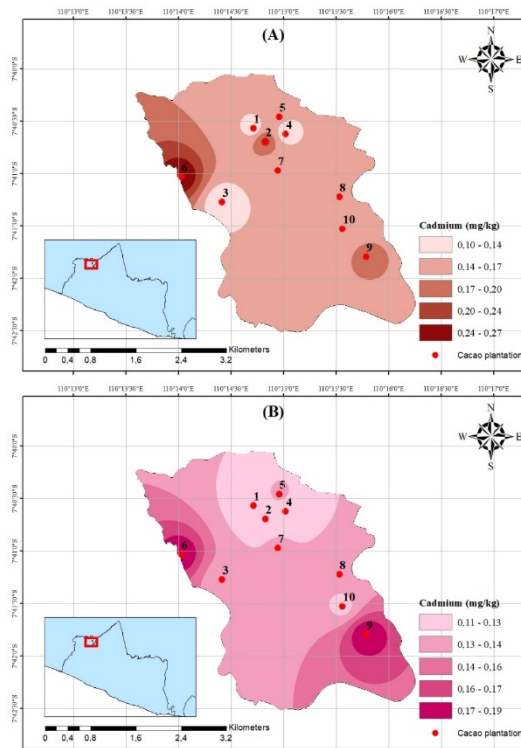 110°13'0"E 110°13'30"E 110°14'0"E 110°14'30"E 110°15'0"E 110°15'30"E 110°16'0"E 110°16'30"E 110°17'0"E
(A)
N
W E
S
7°40'0"S
7°40'30"S
7°41'0"S
7°41'30"S
7°42'0"S
7°42'30"S
5
1
4
2
7
6
3
8
10
9
Cadmium (mg/kg)
0,10 - 0,14
0,14 - 0,17
0,17 - 0,20
0,20 - 0,24
0,24 - 0,27
Cacao plantation
Kilometers
0 0,4 0,8 1,6 2,4 3,2
110°13'0"E 110°13'30"E 110°14'0"E 110°14'30"E 110°15'0"E 110°15'30"E 110°16'0"E 110°16'30"E 110°17'0"E
(B)
N
W E
S
7°40'0"S
7°40'30"S
7°41'0"S
7°41'30"S
7°42'0"S
7°42'30"S
5
1
4
2
7
6
3
8
10
9
Cadmium (mg/kg)
0,11 - 0,13
0,13 - 0,14
0,14 - 0,16
0,16 - 0,17
0,17 - 0,19
Cacao plantation
Kilometers
0 0,4 0,8 1,6 2,4 3,2